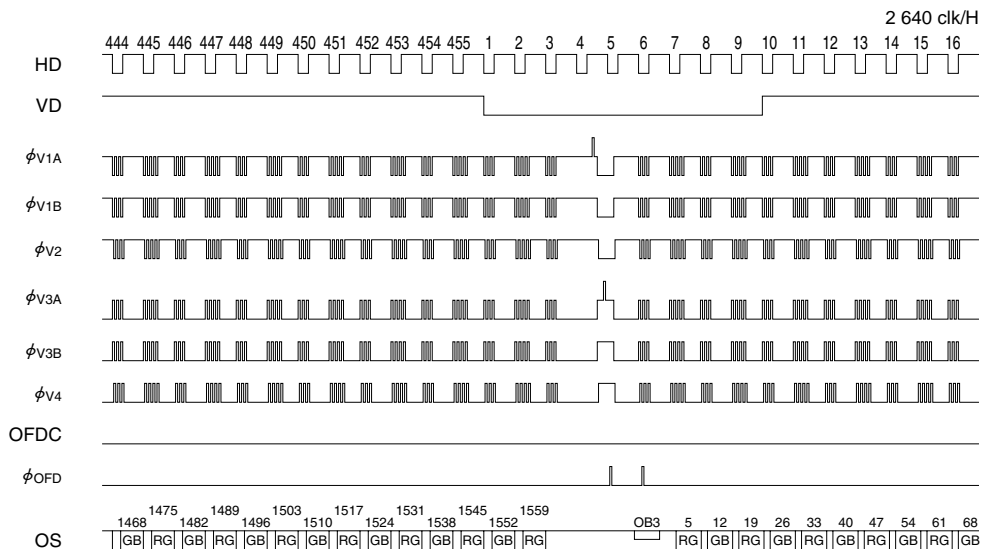 2 640 clk/H
444 445 446 447 448 449 450 451 452 453 454 455 1 2 3 4 5 6 7 8 9 10 11 12 13 14 15 16
HD
VD
ϕV1A
ϕV1B
ϕV2
ϕV3A
ϕV3B
ϕV4
OFDC
ϕOFD
1475 1489 1503 1517 1531 1545 1559
1468 1482 1496 1510 1524 1538 1552 OB3 5 12 19 26 33 40 47 54 61 68
OS GB RG GB RG GB RG GB RG GB RG GB RG GB RG RG GB RG GB RG GB RG GB RG GB